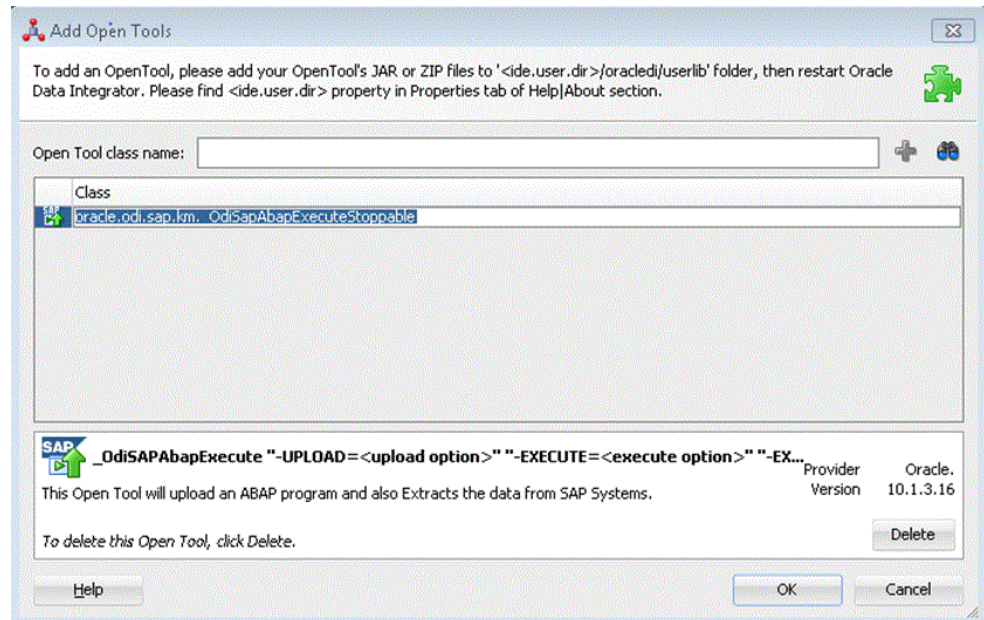 Add Open Tools
To add an OpenTool, please add your OpenTool's JAR or ZIP files to '<ide.user.dir>/oracledi/userlib' folder, then restart Oracle
Data Integrator. Please find <ide.user.dir> property in Properties tab of Help|About section.
Open Tool class name:
Class
SAP oracle.odi.sap.km._OdiSapAbapExecuteStoppable
SAP _OdiSAPAbapExecute "-UPLOAD=<upload option>" "-EXECUTE=<execute option>" "-EX...
Provider Oracle.
This Open Tool will upload an ABAP program and also Extracts the data from SAP Systems.
Version 10.1.3.16
To delete this Open Tool, click Delete.
Delete
Help OK Cancel